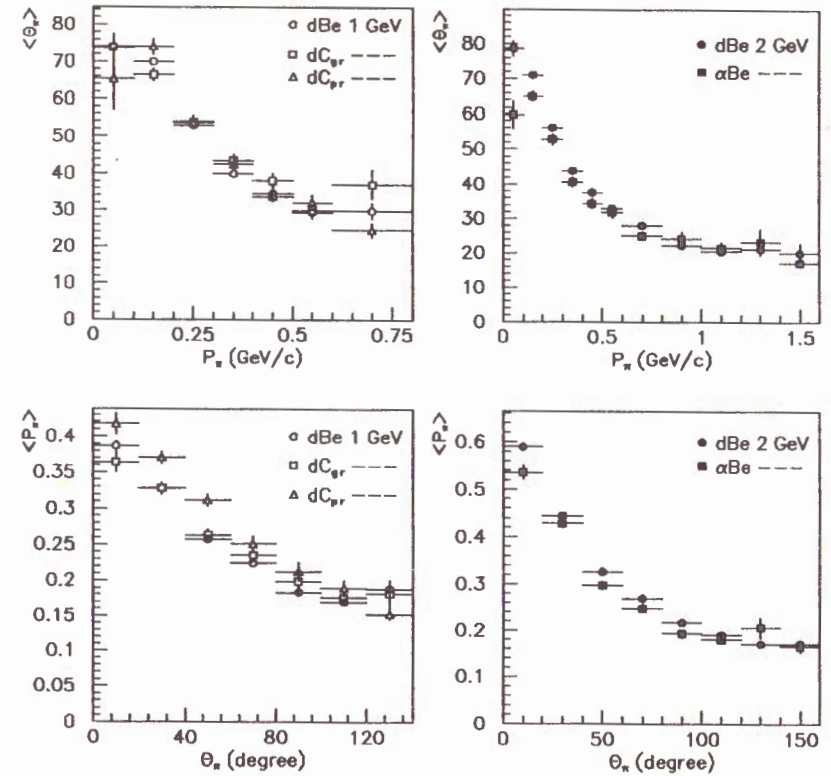 <θπ>
80
70
60
50
40
30
20
10
0
dBe 1 GeV
dCgr
dCpr
0 0.25 0.5 0.75
Pπ (GeV/c)
<θπ>
80
70
60
50
40
30
20
10
0
dBe 2 GeV
αBe
0 0.5 1 1.5
Pπ (GeV/c)
<Pπ>
0.4
0.35
0.3
0.25
0.2
0.15
0.1
0.05
0
dBe 1 GeV
dCgr
dCpr
0 40 80 120
θπ (degree)
<Pπ>
0.6
0.5
0.4
0.3
0.2
0.1
0
dBe 2 GeV
αBe
0 50 100 150
θπ (degree)